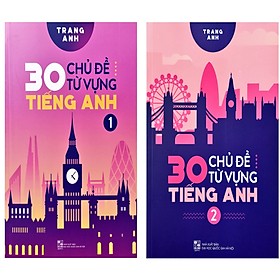 TRANG
ANH
30 CHỦ ĐỀ
TỪ VỰNG
TIẾNG ANH
1
TRANG
ANH
30 CHỦ ĐỀ
TỪ VỰNG
TIẾNG ANH
2